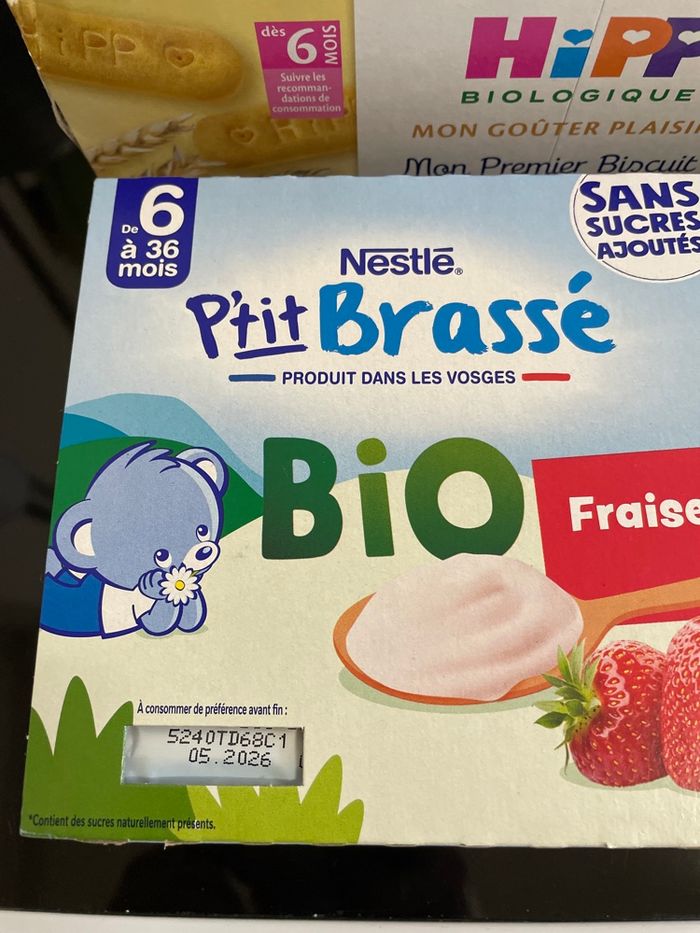 HiPP
dès
6
MOIS
Suivre les
recomman-
dations de
consommation
HiPP
BIOLOGIQUE
MON GOÛTER
Mon Premier Biscuit
De
6
à 36
mois
SANS
SUCRES
AJOUTÉS
Nestlé®
P'tit Brassé
PRODUIT DANS LES VOSGES
BiO
Fraise
À consommer de préférence avant fin :
5240TD68C1
05.2026
*Contient des sucres naturellement présents.